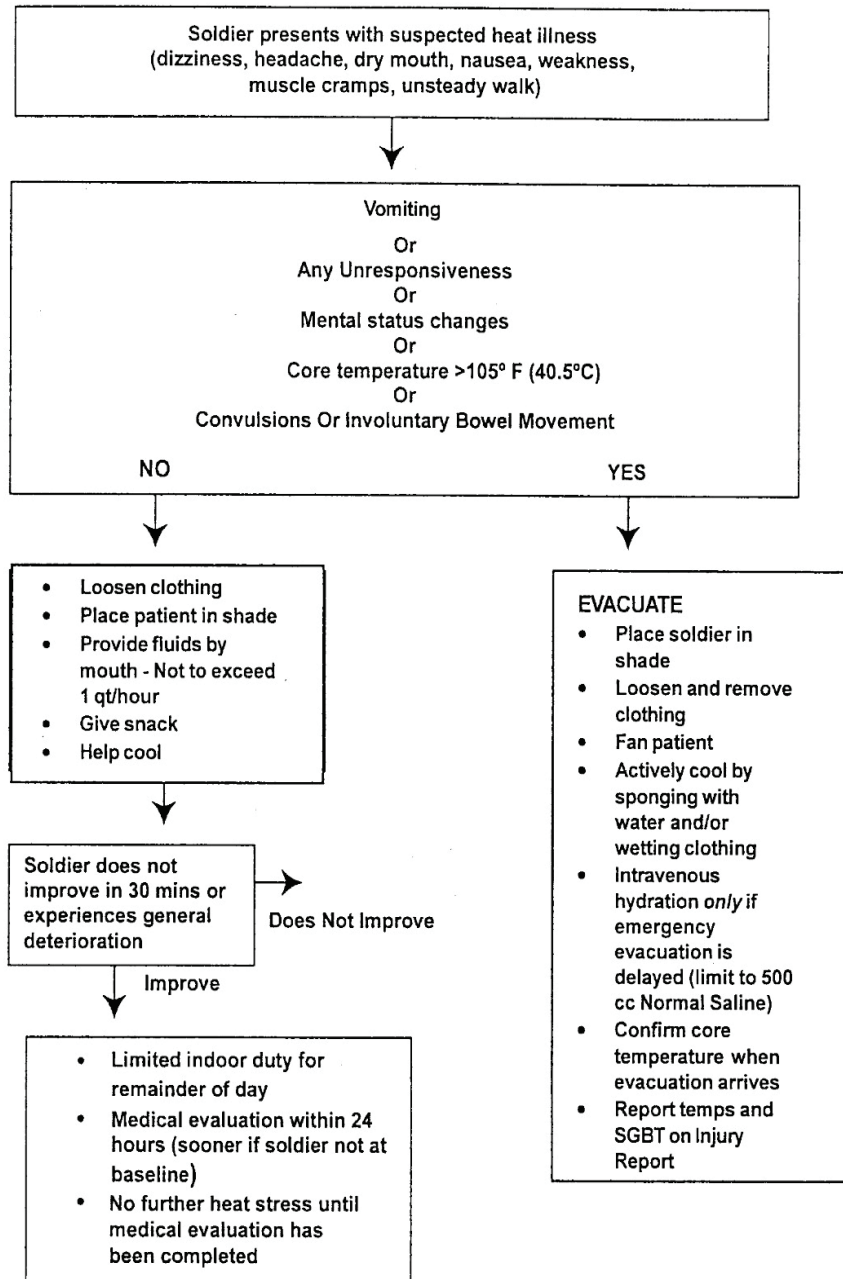 Soldier presents with suspected heat illness
(dizziness, headache, dry mouth, nausea, weakness,
muscle cramps, unsteady walk)
Vomiting
Or
Any Unresponsiveness
Or
Mental status changes
Or
Core temperature >105º F (40.5ºC)
Or
Convulsions Or Involuntary Bowel Movement
NO
YES
• Loosen clothing
• Place patient in shade
• Provide fluids by
mouth - Not to exceed
1 qt/hour
• Give snack
• Help cool
Soldier does not
improve in 30 mins or
experiences general
deterioration
Does Not Improve
Improve
• Limited indoor duty for
remainder of day
• Medical evaluation within 24
hours (sooner if soldier not at
baseline)
• No further heat stress until
medical evaluation has
been completed
EVACUATE
• Place soldier in
shade
• Loosen and remove
clothing
• Fan patient
• Actively cool by
sponging with
water and/or
wetting clothing
• Intravenous
hydration only if
emergency
evacuation is
delayed (limit to 500
cc Normal Saline)
• Confirm core
temperature when
evacuation arrives
• Report temps and
SGBT on Injury
Report